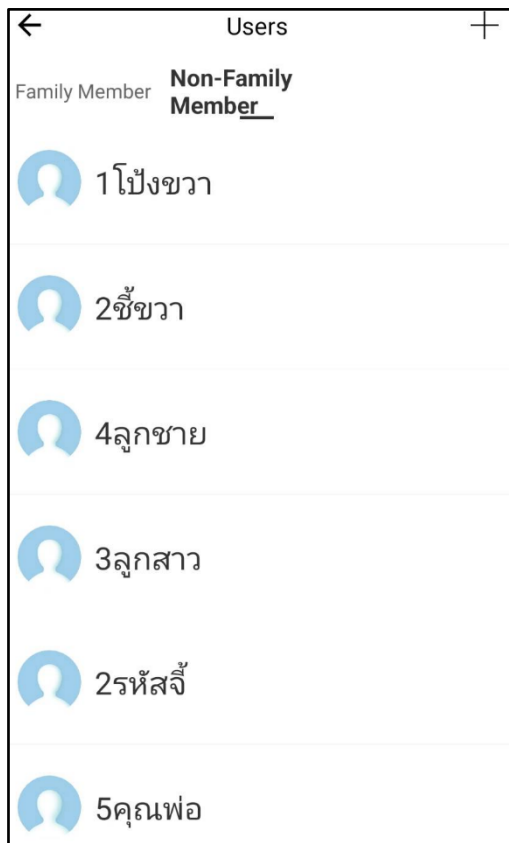 Users
Family Member
Non-Family
Member
1โป้งขวา
2ชี้ขวา
4ลูกชาย
3ลูกสาว
2รหัสจี้
5คุณพ่อ